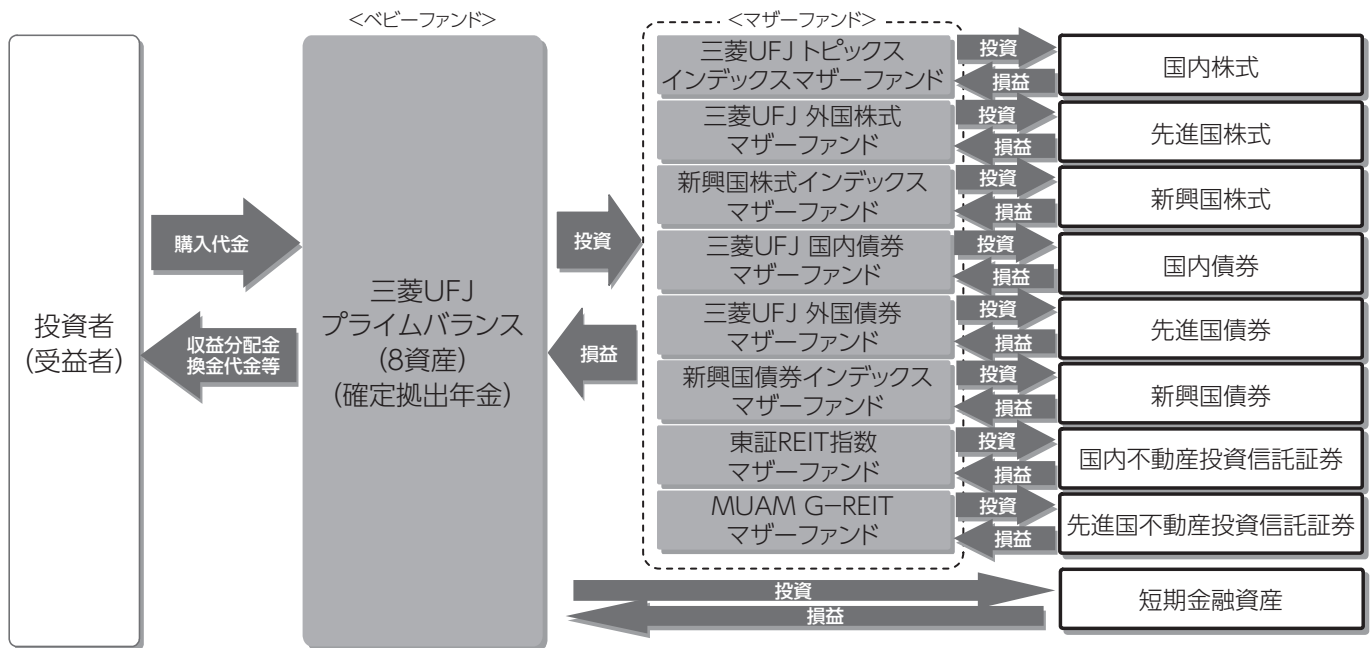 <ベビーファンド>
<マザーファンド>
投資者
(受益者)
購入代金
収益分配金
換金代金等
三菱UFJ
プライムバランス
(8資産)
(確定拠出年金)
投資
損益
三菱UFJ トピックス
インデックスマザーファンド
投資
損益
国内株式
三菱UFJ 外国株式
マザーファンド
投資
損益
先進国株式
新興国株式インデックス
マザーファンド
投資
損益
新興国株式
三菱UFJ 国内債券
マザーファンド
投資
損益
国内債券
三菱UFJ 外国債券
マザーファンド
投資
損益
先進国債券
新興国債券インデックス
マザーファンド
投資
損益
新興国債券
東証REIT指数
マザーファンド
投資
損益
国内不動産投資信託証券
MUAM G−REIT
マザーファンド
投資
損益
先進国不動産投資信託証券
投資
損益
短期金融資産